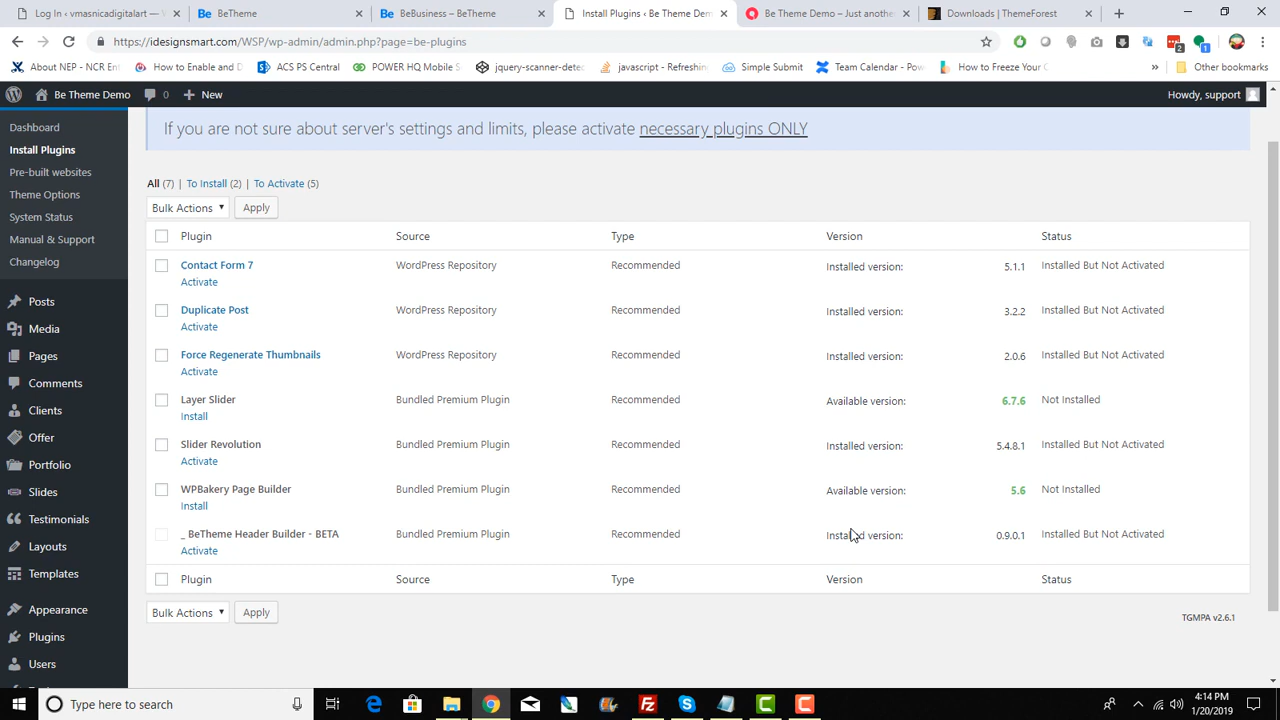 Log In ‹ vmasnicadigitalart — W
BeTheme
BeBusiness – BeTheme
Install Plugins ‹ Be Theme Demo
Be Theme Demo – Just another
Downloads | ThemeForest
https://idesignsmart.com/WSP/wp-admin/admin.php?page=be-plugins
About NEP - NCR Ent
How to Enable and D
ACS PS Central
POWER HQ Mobile S
jquery-scanner-detec
javascript - Refreshing
Simple Submit
Team Calendar - Pow
How to Freeze Your C
»
Other bookmarks
Be Theme Demo
0
+ New
Howdy, support
Dashboard
Install Plugins
Pre-built websites
Theme Options
System Status
Manual & Support
Changelog
Posts
Media
Pages
Comments
Clients
Offer
Portfolio
Slides
Testimonials
Layouts
Templates
Appearance
Plugins
Users
If you are not sure about server's settings and limits, please activate necessary plugins ONLY
All (7) | To Install (2) | To Activate (5)
Bulk Actions Apply
Plugin Source Type Version Status
Contact Form 7 WordPress Repository Recommended Installed version: 5.1.1 Installed But Not Activated
Activate
Duplicate Post WordPress Repository Recommended Installed version: 3.2.2 Installed But Not Activated
Activate
Force Regenerate Thumbnails WordPress Repository Recommended Installed version: 2.0.6 Installed But Not Activated
Activate
Layer Slider Bundled Premium Plugin Recommended Available version: 6.7.6 Not Installed
Install
Slider Revolution Bundled Premium Plugin Recommended Installed version: 5.4.8.1 Installed But Not Activated
Activate
WPBakery Page Builder Bundled Premium Plugin Recommended Available version: 5.6 Not Installed
Install
_ BeTheme Header Builder - BETA Bundled Premium Plugin Recommended Installed version: 0.9.0.1 Installed But Not Activated
Activate
Plugin Source Type Version Status
Bulk Actions Apply
TGMPA v2.6.1
Type here to search
4:14 PM
1/20/2019